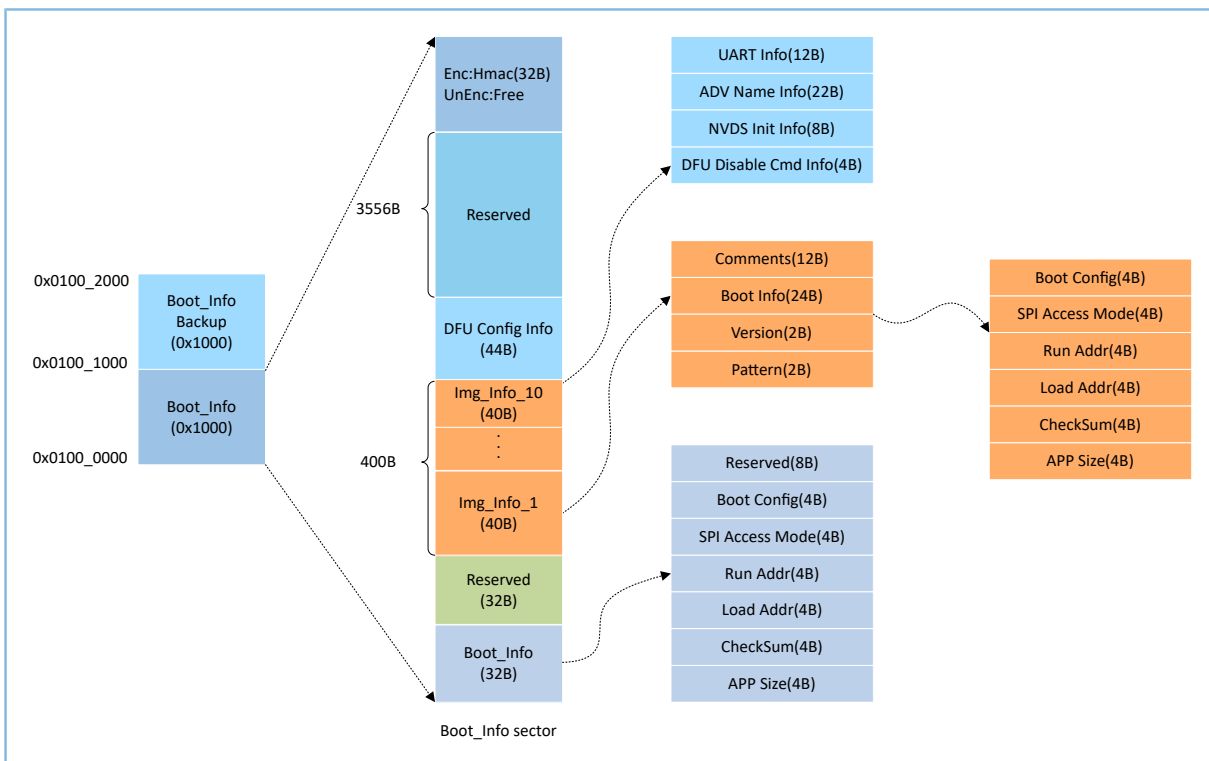 0x0100_2000
0x0100_1000
0x0100_0000
Boot_Info
Backup
(0x1000)
Boot_Info
(0x1000)
Enc:Hmac(32B)
UnEnc:Free
3556B
Reserved
DFU Config Info
(44B)
400B
Img_Info_10
(40B)
.
.
.
Img_Info_1
(40B)
Reserved
(32B)
Boot_Info
(32B)
Boot_Info sector
UART Info(12B)
ADV Name Info(22B)
NVDS Init Info(8B)
DFU Disable Cmd Info(4B)
Comments(12B)
Boot Info(24B)
Version(2B)
Pattern(2B)
Reserved(8B)
Boot Config(4B)
SPI Access Mode(4B)
Run Addr(4B)
Load Addr(4B)
CheckSum(4B)
APP Size(4B)
Boot Config(4B)
SPI Access Mode(4B)
Run Addr(4B)
Load Addr(4B)
CheckSum(4B)
APP Size(4B)